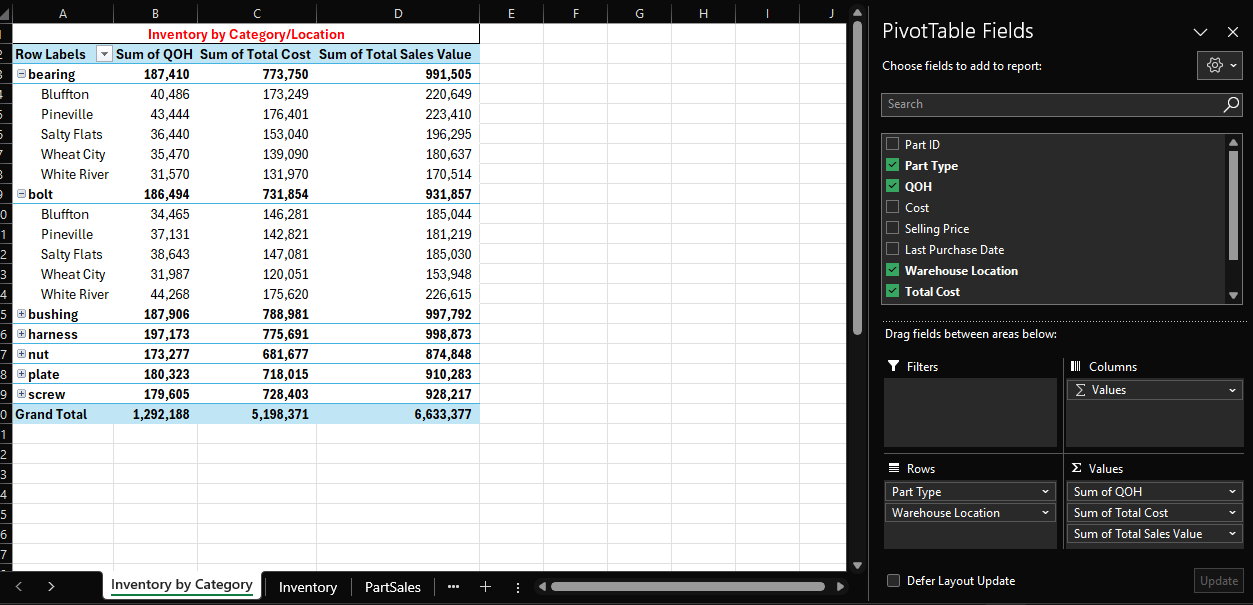 A B C D E F G H I J
Inventory by Category/Location
Row Labels Sum of QOH Sum of Total Cost Sum of Total Sales Value
bearing 187,410 773,750 991,505
Bluffton 40,486 173,249 220,649
Pineville 43,444 176,401 223,410
Salty Flats 36,440 153,040 196,295
Wheat City 35,470 139,090 180,637
White River 31,570 131,970 170,514
bolt 186,494 731,854 931,857
Bluffton 34,465 146,281 185,044
Pineville 37,131 142,821 181,219
Salty Flats 38,643 147,081 185,030
Wheat City 31,987 120,051 153,948
White River 44,268 175,620 226,615
bushing 187,906 788,981 997,792
harness 197,173 775,691 998,873
nut 173,277 681,677 874,848
plate 180,323 718,015 910,283
screw 179,605 728,403 928,217
Grand Total 1,292,188 5,198,371 6,633,377
Inventory by Category Inventory PartSales
PivotTable Fields
Choose fields to add to report:
Search
Part ID
Part Type
QOH
Cost
Selling Price
Last Purchase Date
Warehouse Location
Total Cost
Drag fields between areas below:
Filters
Columns
Σ Values
Rows
Part Type
Warehouse Location
Σ Values
Sum of QOH
Sum of Total Cost
Sum of Total Sales Value
Defer Layout Update
Update